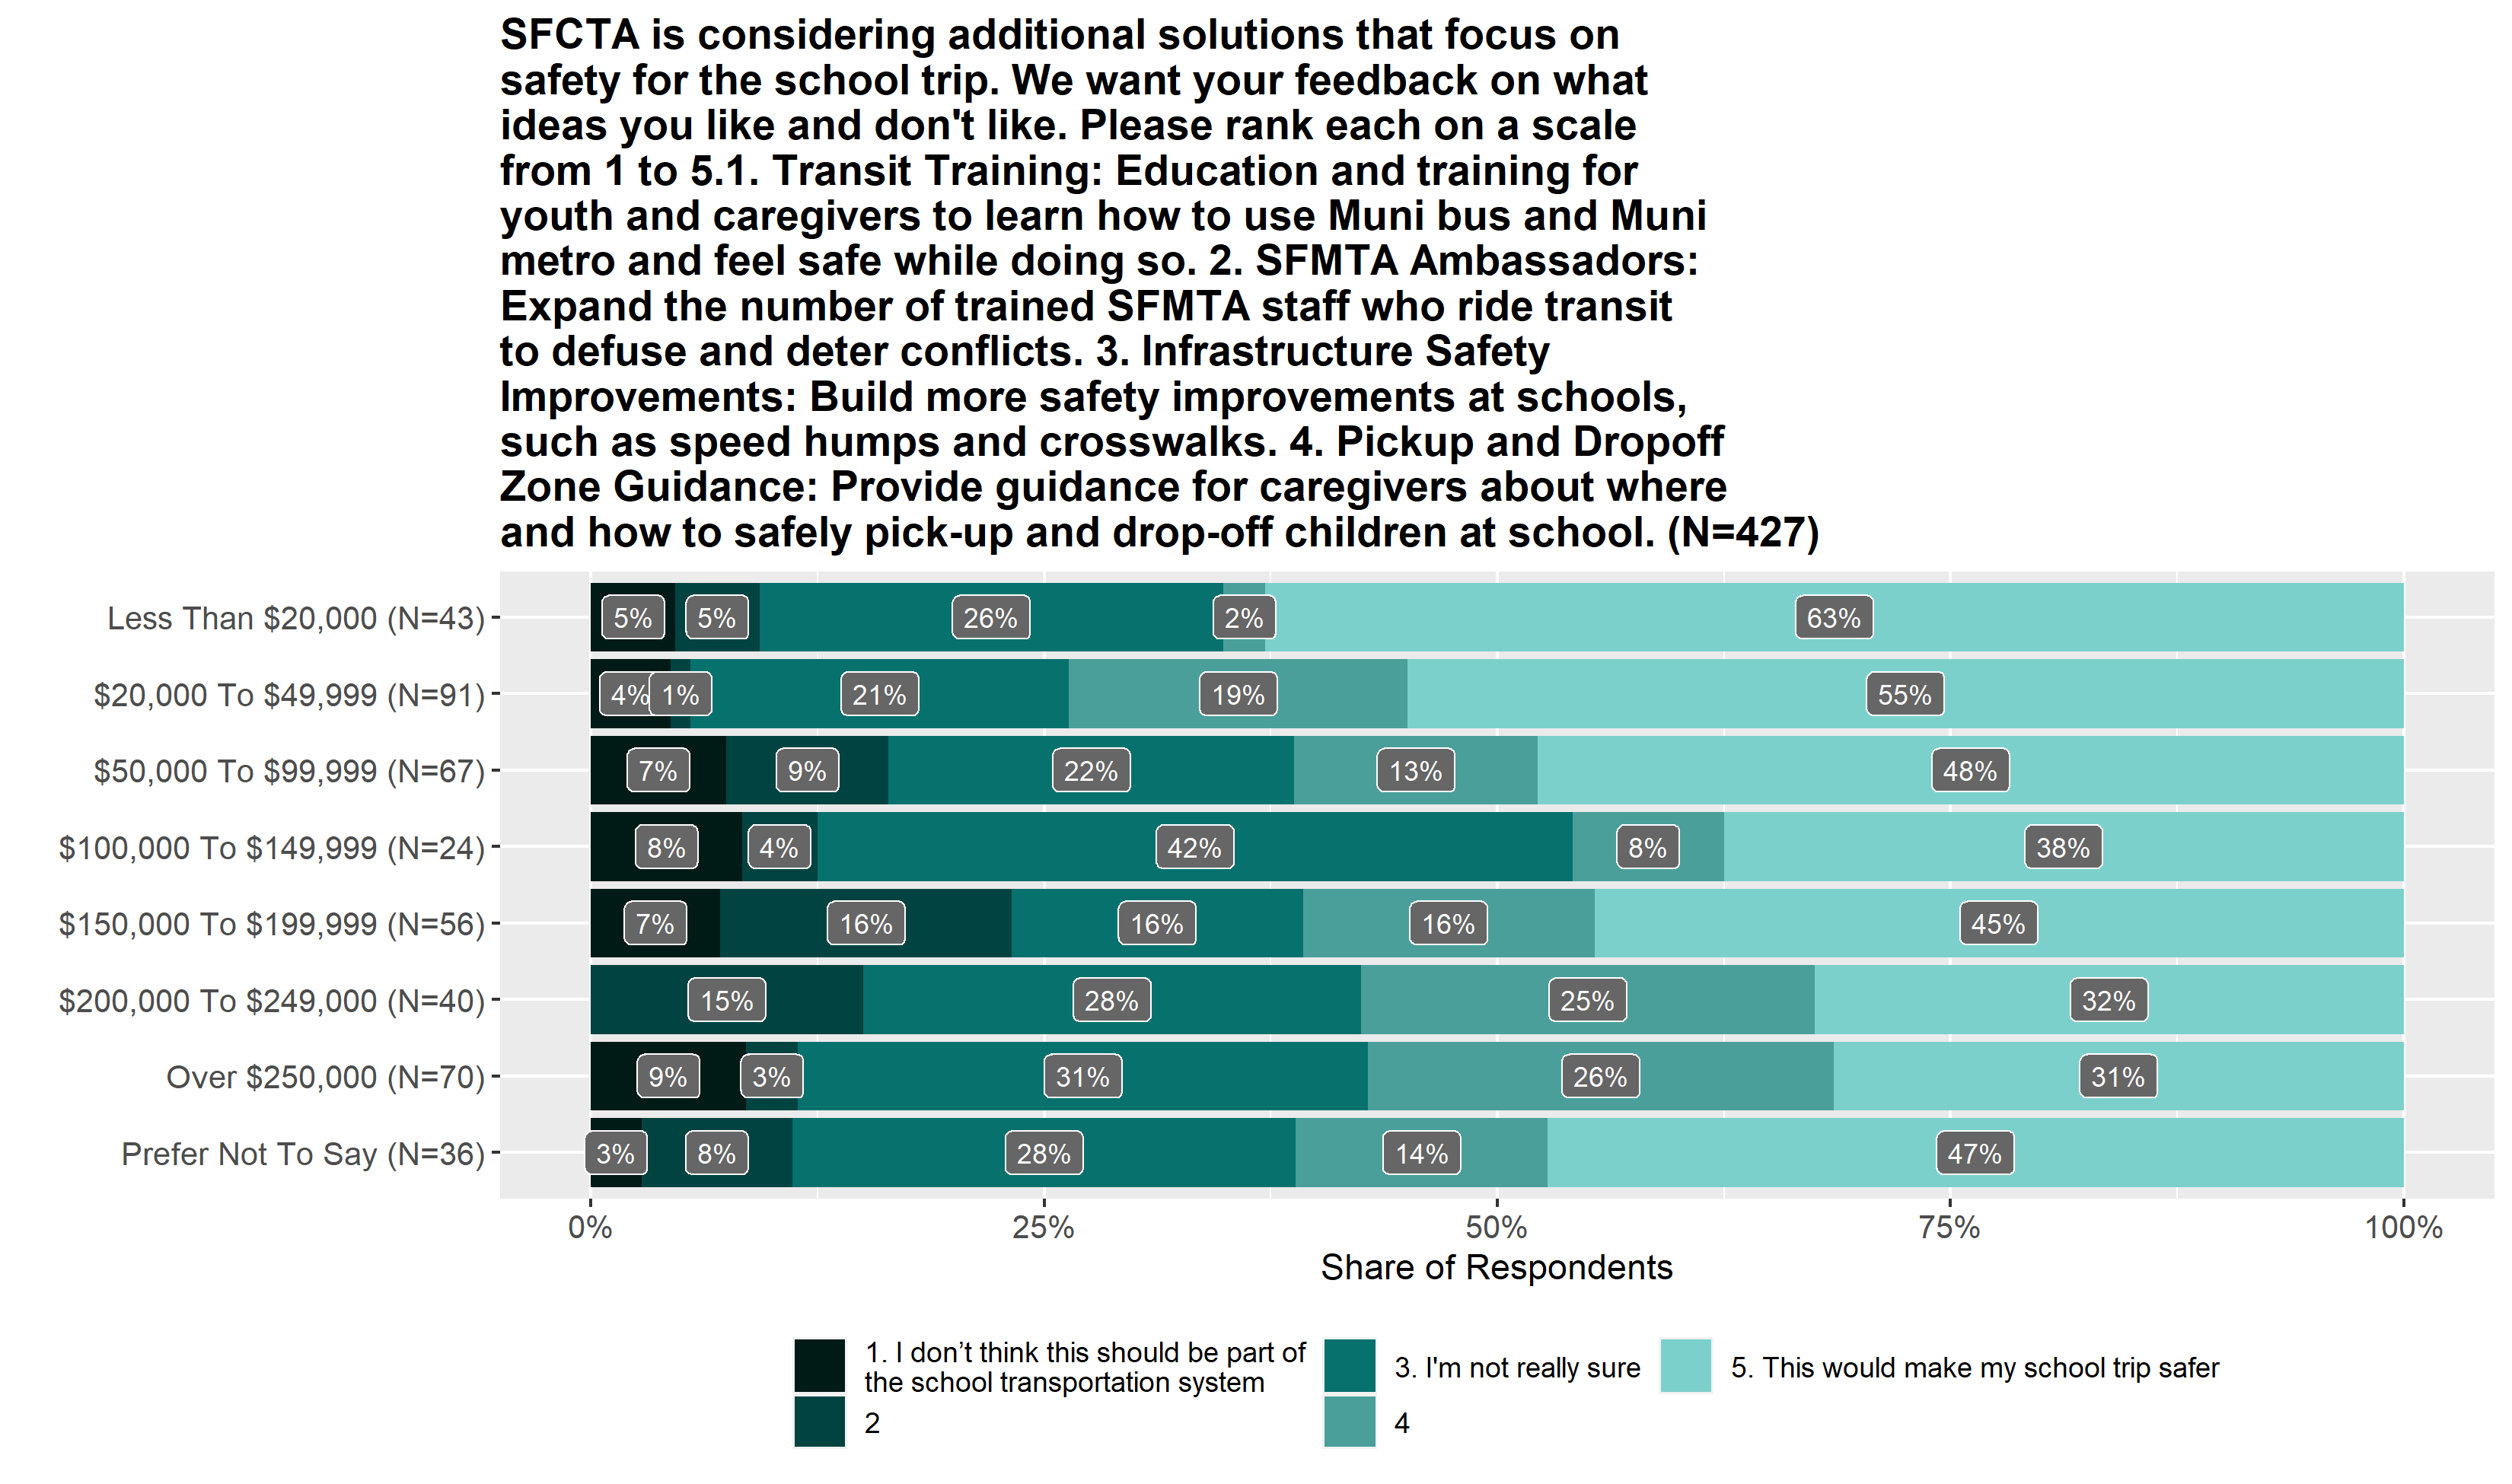 SFCTA is considering additional solutions that focus on
safety for the school trip. We want your feedback on what
ideas you like and don't like. Please rank each on a scale
from 1 to 5.1. Transit Training: Education and training for
youth and caregivers to learn how to use Muni bus and Muni
metro and feel safe while doing so. 2. SFMTA Ambassadors:
Expand the number of trained SFMTA staff who ride transit
to defuse and deter conflicts. 3. Infrastructure Safety
Improvements: Build more safety improvements at schools,
such as speed humps and crosswalks. 4. Pickup and Dropoff
Zone Guidance: Provide guidance for caregivers about where
and how to safely pick-up and drop-off children at school. (N=427)
Less Than $20,000 (N=43) 5% 5% 26% 2% 63%
$20,000 To $49,999 (N=91) 4% 1% 21% 19% 55%
$50,000 To $99,999 (N=67) 7% 9% 22% 13% 48%
$100,000 To $149,999 (N=24) 8% 4% 42% 8% 38%
$150,000 To $199,999 (N=56) 7% 16% 16% 16% 45%
$200,000 To $249,000 (N=40) 15% 28% 25% 32%
Over $250,000 (N=70) 9% 3% 31% 26% 31%
Prefer Not To Say (N=36) 3% 8% 28% 14% 47%
0% 25% 50% 75% 100%
Share of Respondents
1. I don’t think this should be part of
the school transportation system
2
3. I'm not really sure
4
5. This would make my school trip safer